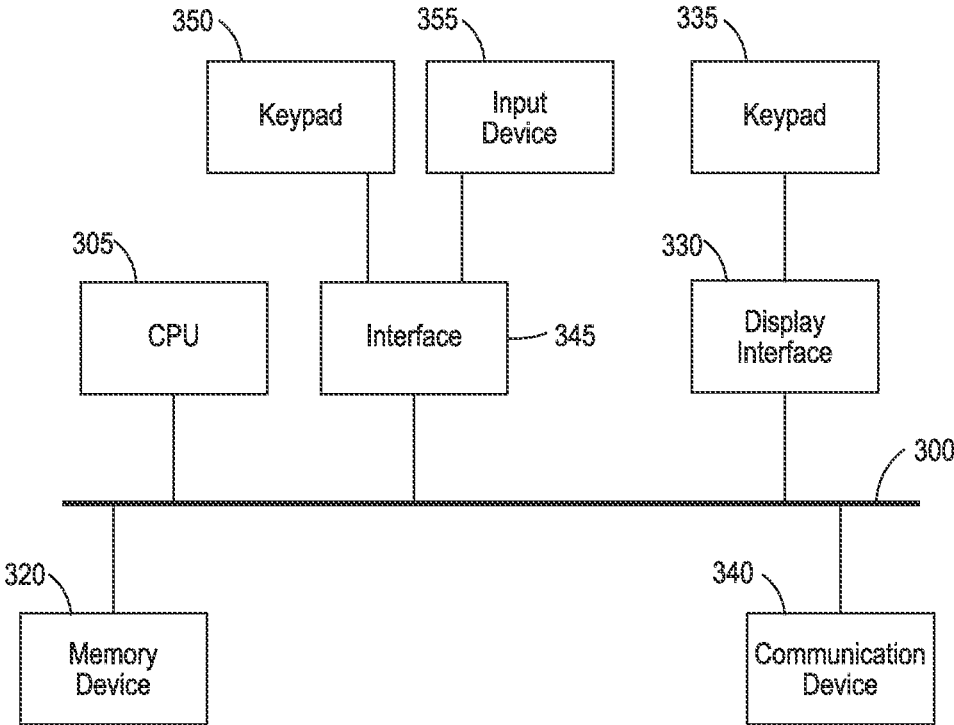 350
355
335
Keypad
Input
Device
Keypad
305
330
CPU
Interface
345
Display
Interface
300
320
340
Memory
Device
Communication
Device